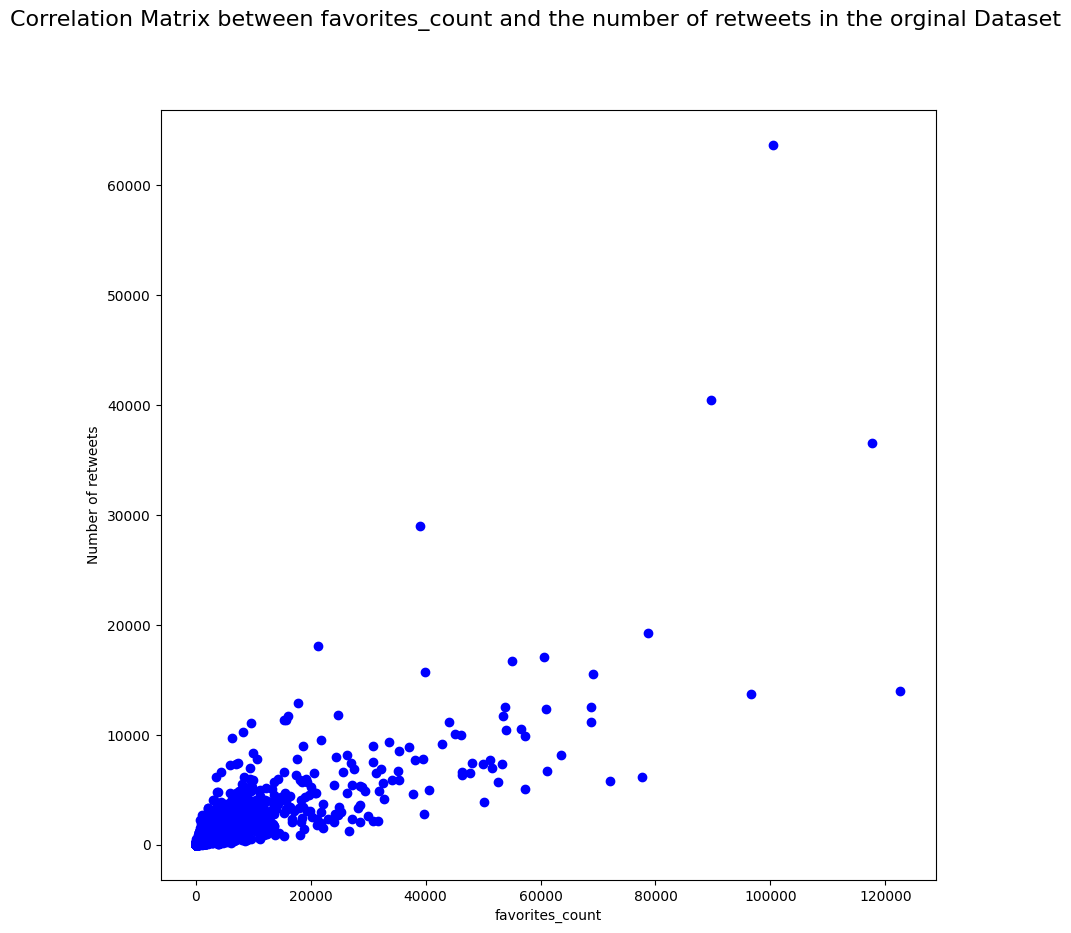 Correlation Matrix between favorites_count and the number of retweets in the orginal Dataset
60000
50000
40000
30000
20000
10000
0
Number of retweets
0 20000 40000 60000 80000 100000 120000
favorites_count